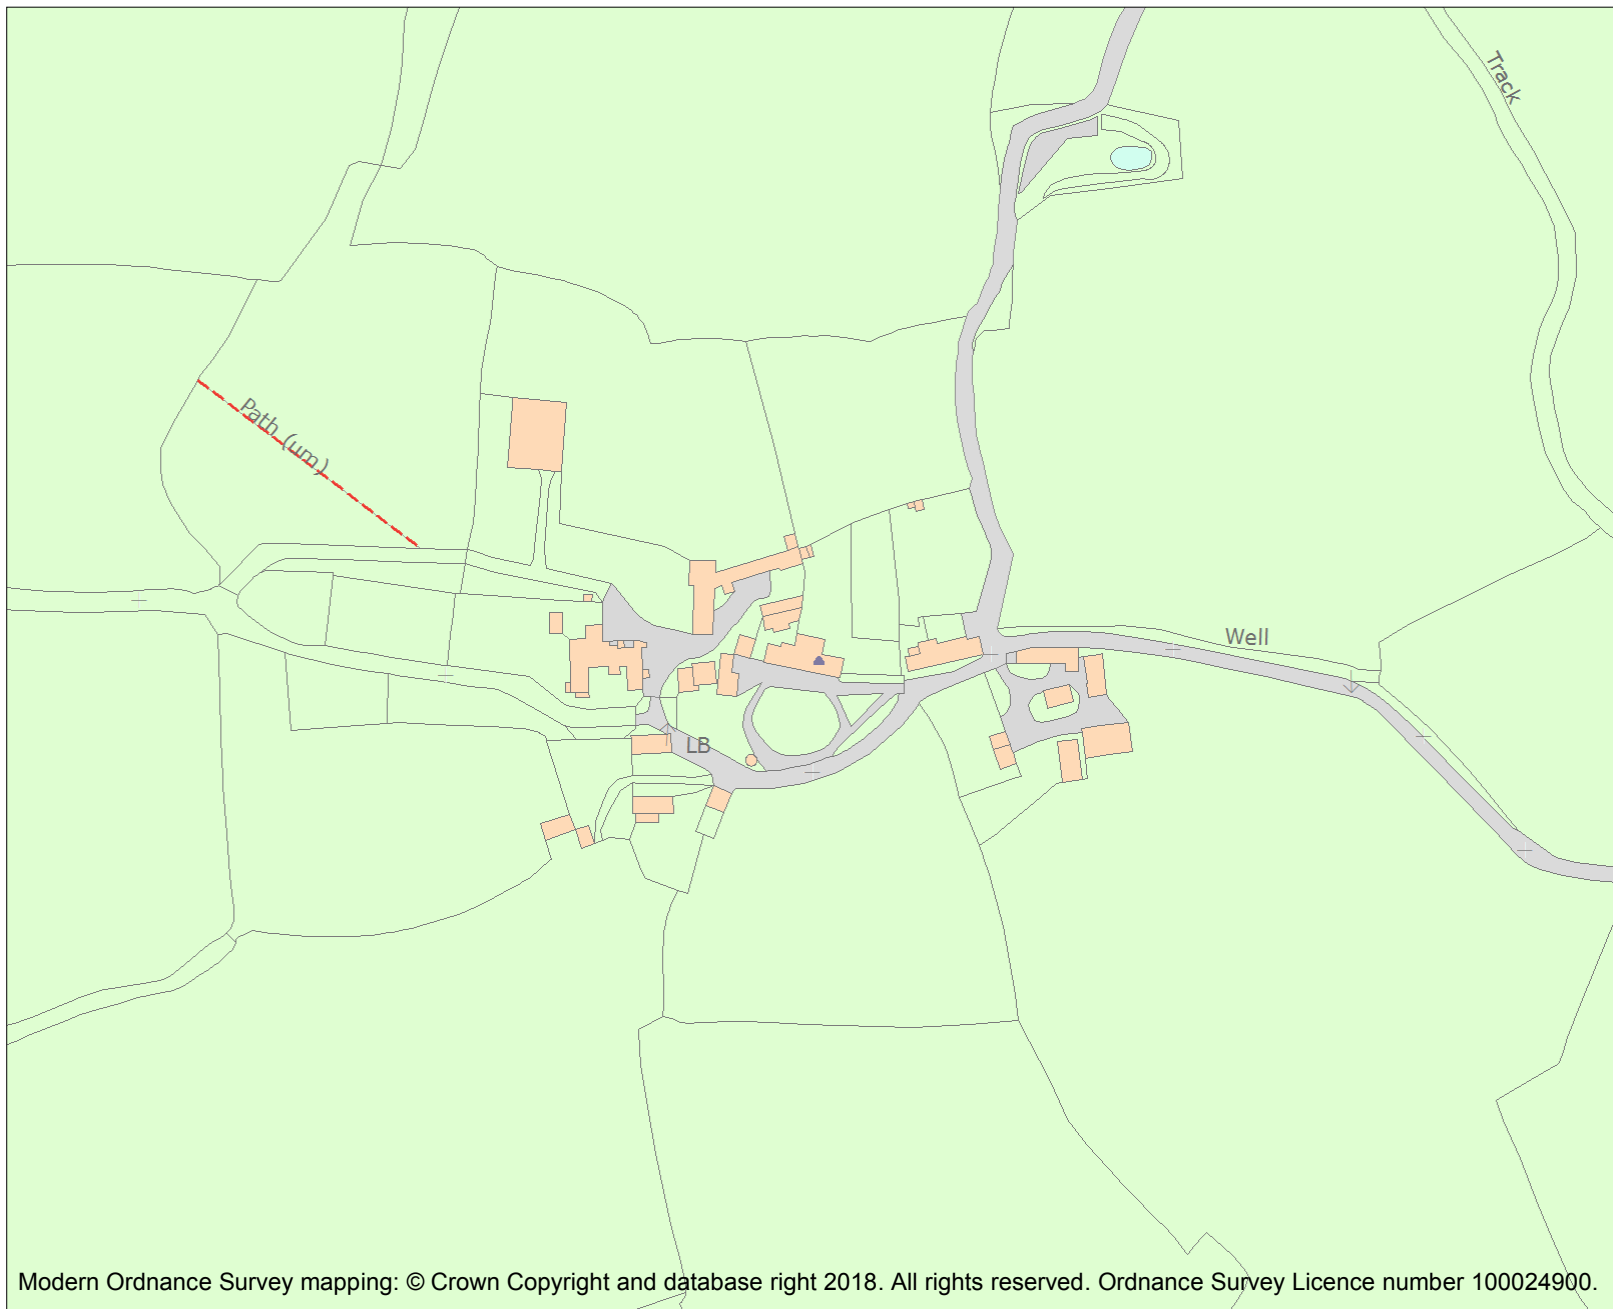 Track
Path (um)
Well
LB
Modern Ordnance Survey mapping: © Crown Copyright and database right 2018. All rights reserved. Ordnance Survey Licence number 100024900.